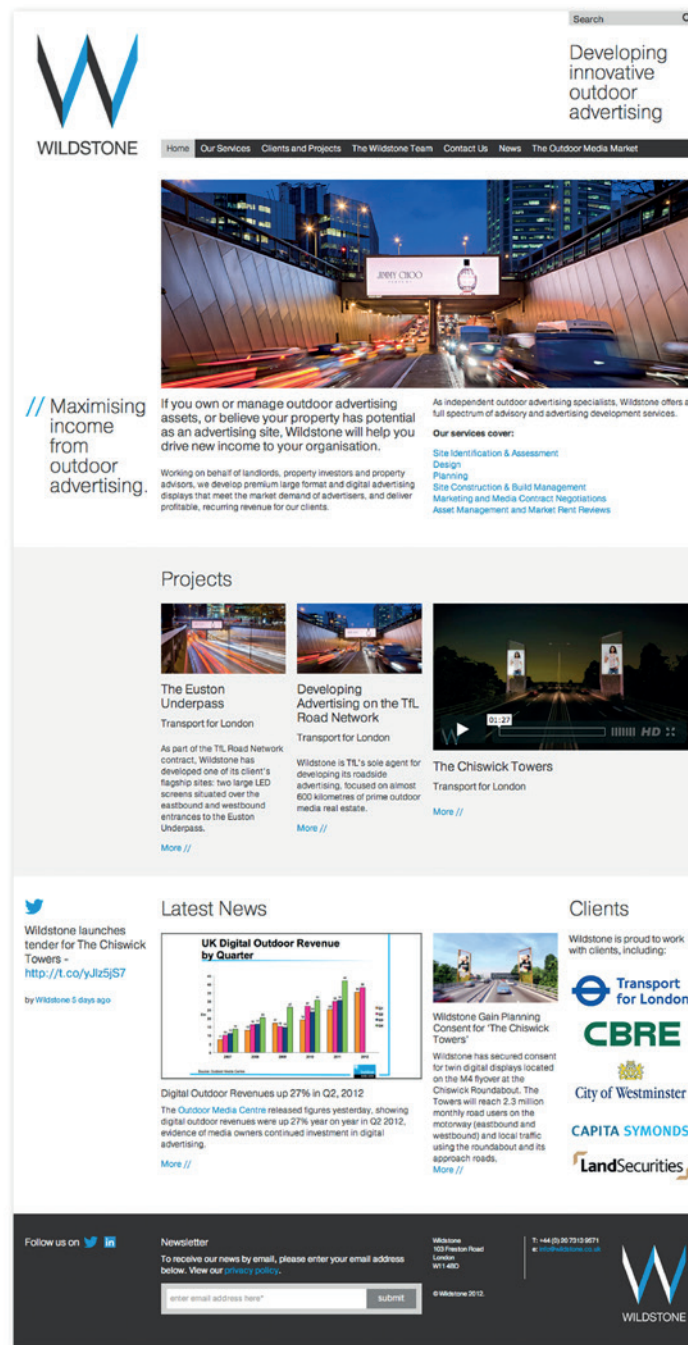 Search
Developing
innovative
outdoor
advertising
WILDSTONE
Home Our Services Clients and Projects The Wildstone Team Contact Us News The Outdoor Media Market
JIMMY CHOO
// Maximising
income
from
outdoor
advertising.
If you own or manage outdoor advertising
assets, or believe your property has potential
as an advertising site, Wildstone will help you
drive new income to your organisation.
Working on behalf of landlords, property investors and property
advisors, we develop premium large format and digital advertising
displays that meet the market demand of advertisers, and deliver
profitable, recurring revenue for our clients.
As independent outdoor advertising specialists, Wildstone offers a
full spectrum of advisory and advertising development services.
Our services cover:
Site Identification & Assessment
Design
Planning
Site Construction & Build Management
Marketing and Media Contract Negotiations
Asset Management and Market Rent Reviews
Projects
The Euston
Underpass
Transport for London
As part of the TfL Road Network
contract, Wildstone has
developed one of its client's
flagship sites: two large LED
screens situated over the
eastbound and westbound
entrances to the Euston
Underpass.
More //
Developing
Advertising on the TfL
Road Network
Transport for London
Wildstone is TfL's sole agent for
developing its roadside
advertising, focused on almost
600 kilometres of prime outdoor
media real estate.
More //
01:27
HD
The Chiswick Towers
Transport for London
More //
Wildstone launches
tender for The Chiswick
Towers -
http://t.co/yJlz5jS7
by Wildstone 5 days ago
Latest News
UK Digital Outdoor Revenue
by Quarter
2007 2008 2009 2010 2011 2012
Digital Outdoor Revenues up 27% in Q2, 2012
The Outdoor Media Centre released figures yesterday, showing
digital outdoor revenues were up 27% year on year in Q2 2012,
evidence of media owners continued investment in digital
advertising.
More //
Wildstone Gain Planning
Consent for 'The Chiswick
Towers'
Wildstone has secured consent
for twin digital displays located
on the M4 flyover at the
Chiswick Roundabout. The
Towers will reach 2.3 million
monthly road users on the
motorway (eastbound and
westbound) and local traffic
using the roundabout and its
approach roads.
More //
Clients
Wildstone is proud to work
with clients, including:
Transport
for London
CBRE
City of Westminster
CAPITA SYMONDS
LandSecurities
Follow us on
in
Newsletter
To receive our news by email, please enter your email address
below. View our privacy policy.
enter email address here*
submit
Wildstone
103 Freston Road
London
W11 4BD
© Wildstone 2012.
T: +44 (0) 20 7313 9571
e: info@wildstone.co.uk
WILDSTONE